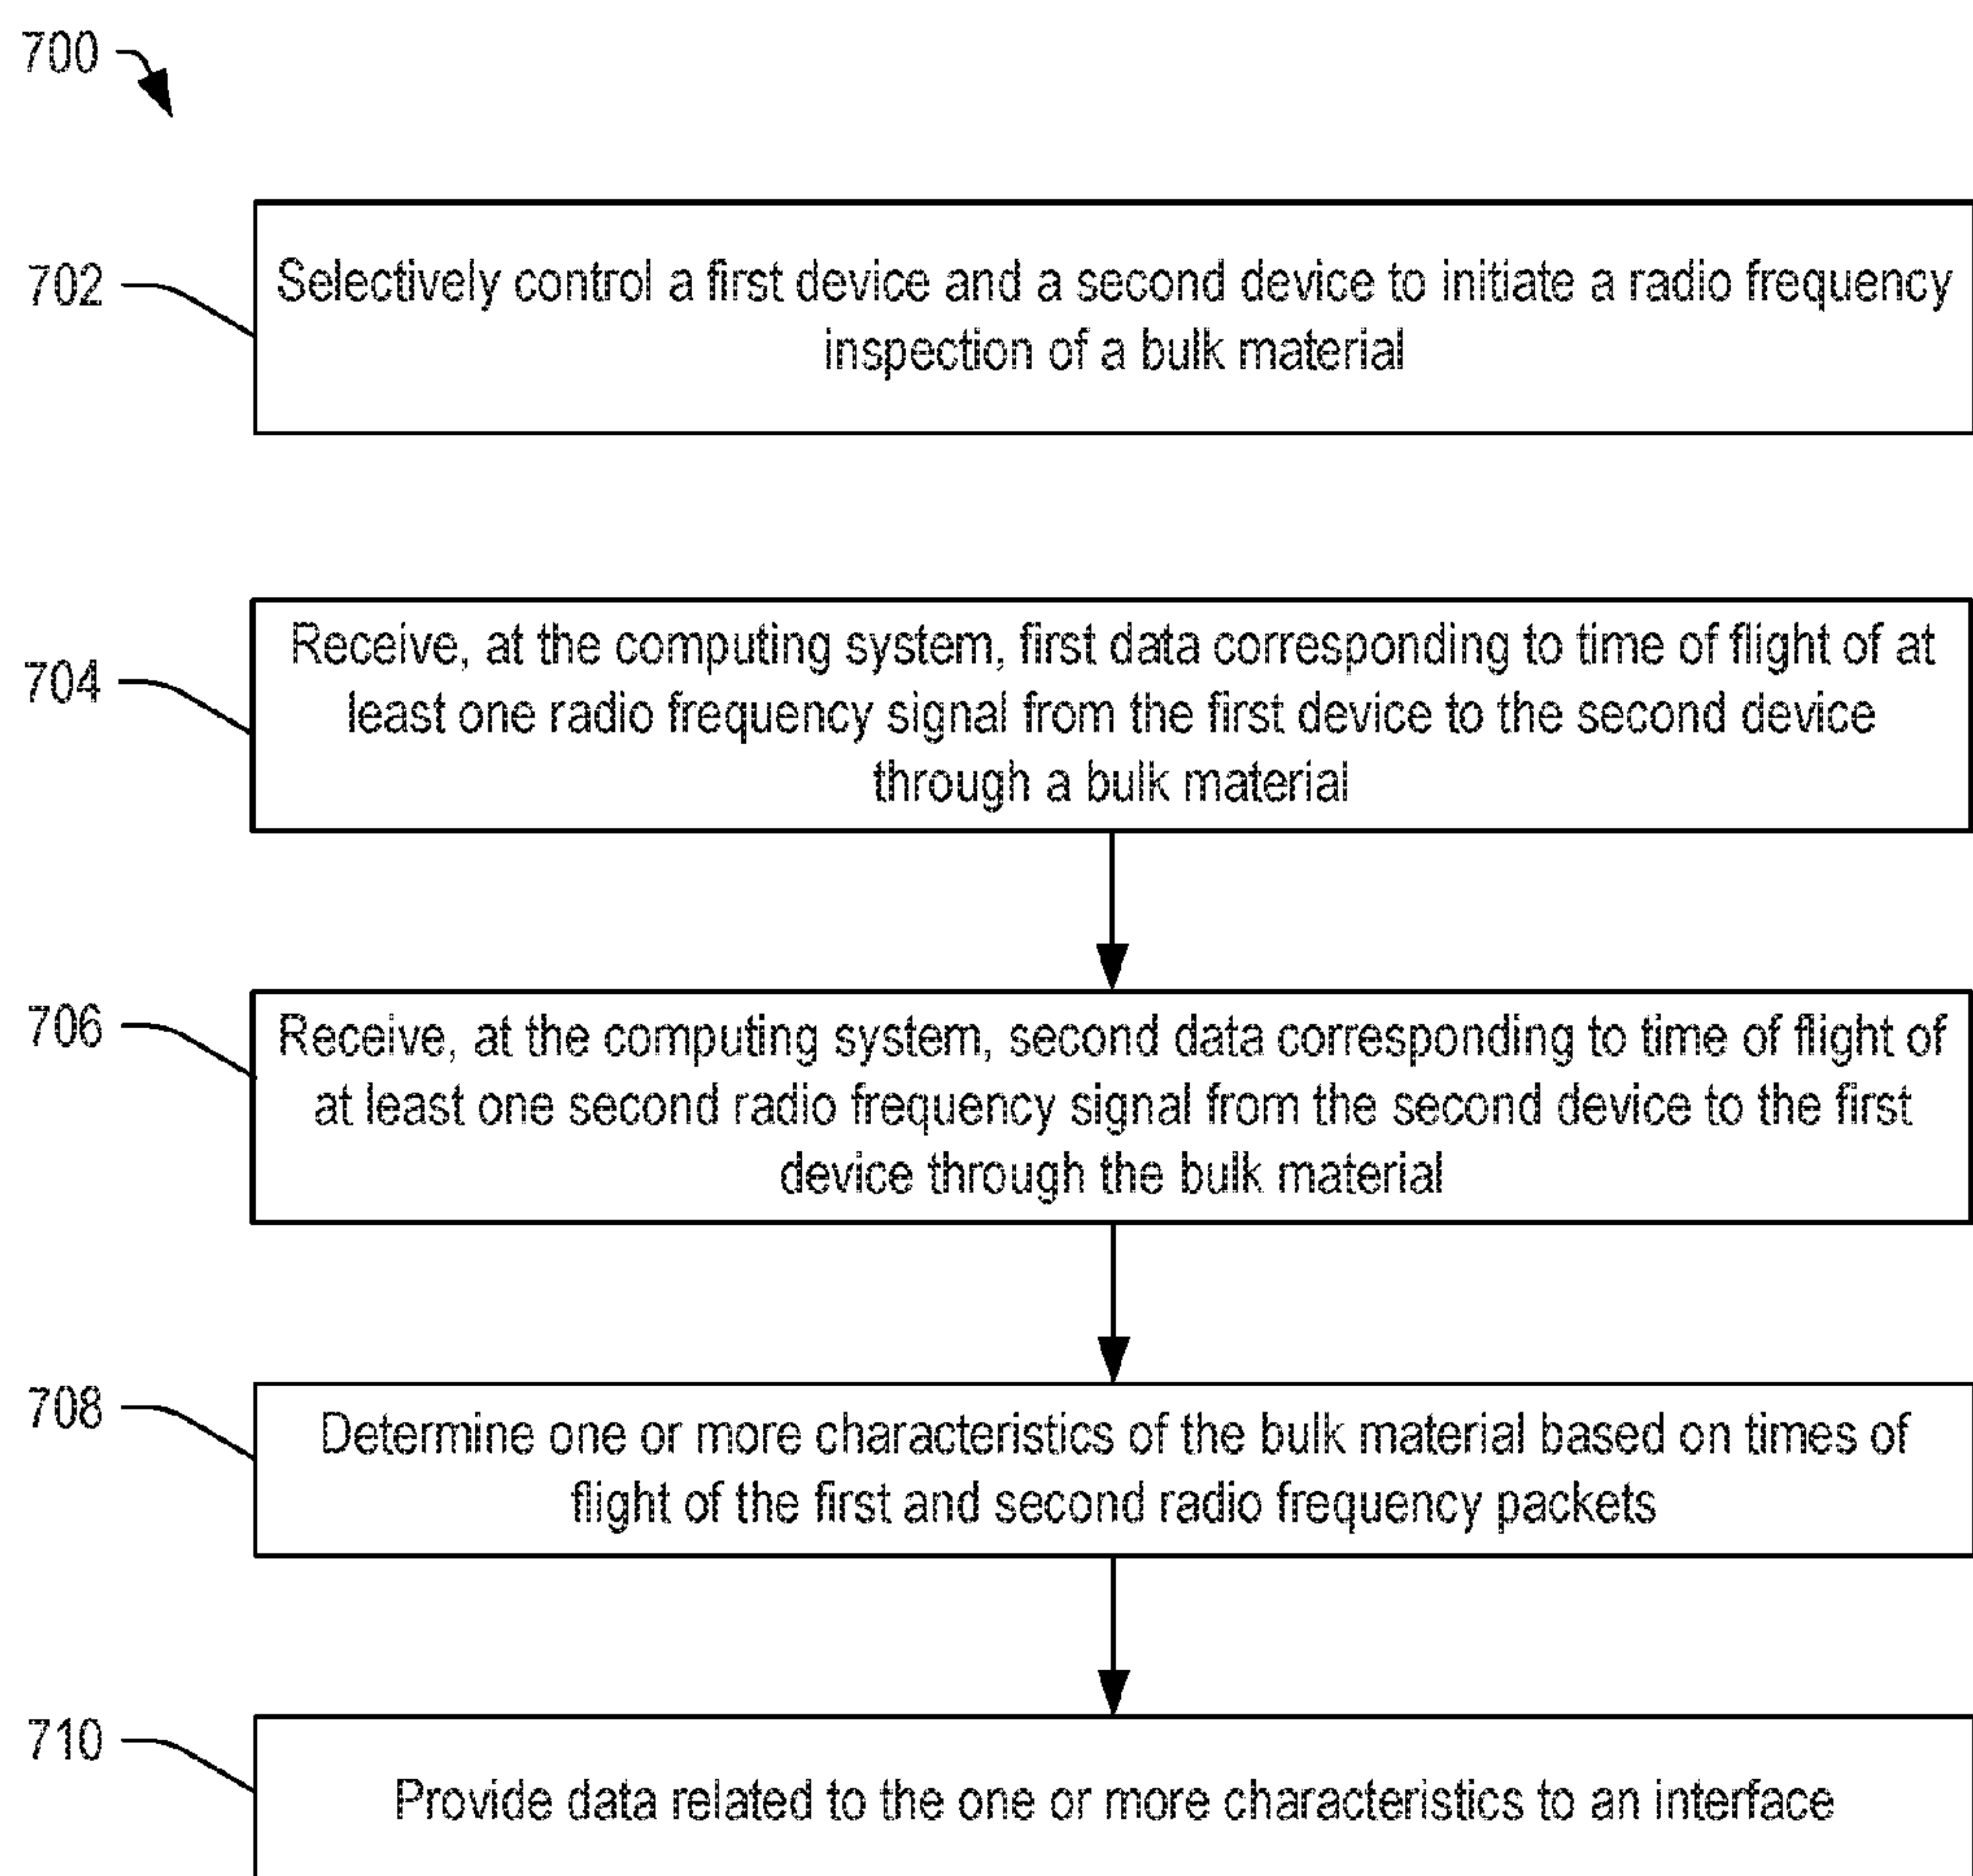 700
702
Selectively control a first device and a second device to initiate a radio frequency
inspection of a bulk material
704
Receive, at the computing system, first data corresponding to time of flight of at
least one radio frequency signal from the first device to the second device
through a bulk material
706
Receive, at the computing system, second data corresponding to time of flight of
at least one second radio frequency signal from the second device to the first
device through the bulk material
708
Determine one or more characteristics of the bulk material based on times of
flight of the first and second radio frequency packets
710
Provide data related to the one or more characteristics to an interface